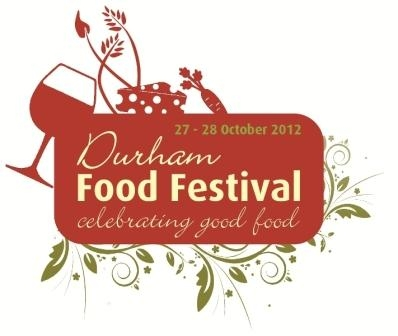 27 - 28 October 2012
Durham
Food Festival
celebrating good food